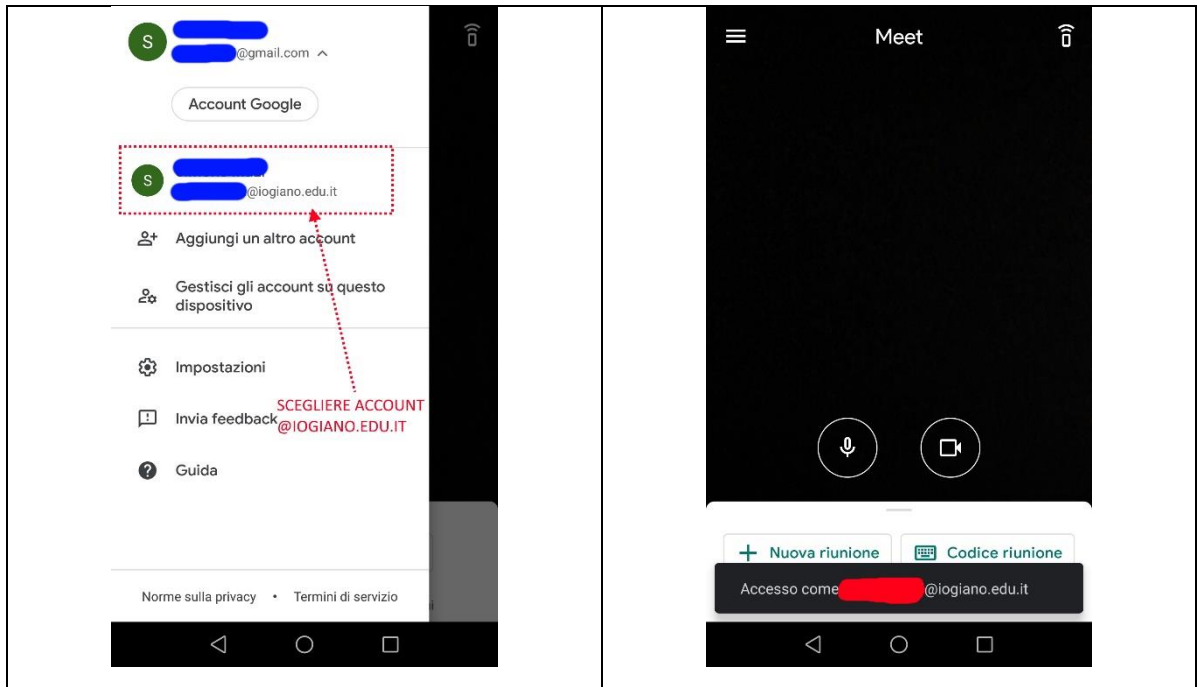 S
@gmail.com
Account Google
S
@iogiano.edu.it
Aggiungi un altro account
Gestisci gli account su questo
dispositivo
Impostazioni
Invia feedback
SCEGLIERE ACCOUNT
@IOGIANO.EDU.IT
Guida
Norme sulla privacy • Termini di servizio
Meet
+ Nuova riunione
Codice riunione
Accesso come @iogiano.edu.it